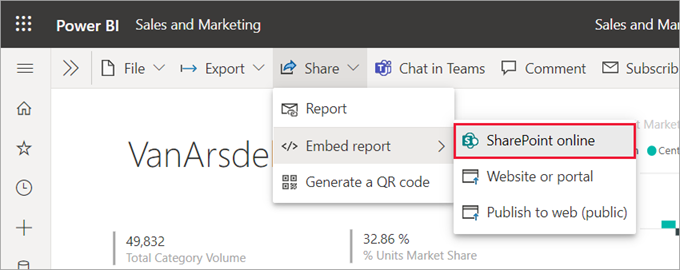 Power BI Sales and Marketing Sales and Mar
File Export Share Chat in Teams Comment Subscrib
Report
Embed report
Generate a QR code
SharePoint online
Website or portal
Publish to web (public)
Market
Cent
VanArsdel
49,832
Total Category Volume
32.86 %
% Units Market Share